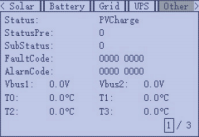 < Solar Battery Grid UPS Other >
Status: PVCharge
StatusPre: 0
SubStatus: 0
FaultCode: 0000 0000
AlarmCode: 0000 0000
Vbus1: 0.0V Vbus2: 0.0V
T0: 0.0°C T1: 0.0°C
T2: 0.0°C T3: 0.0°C
1 / 3